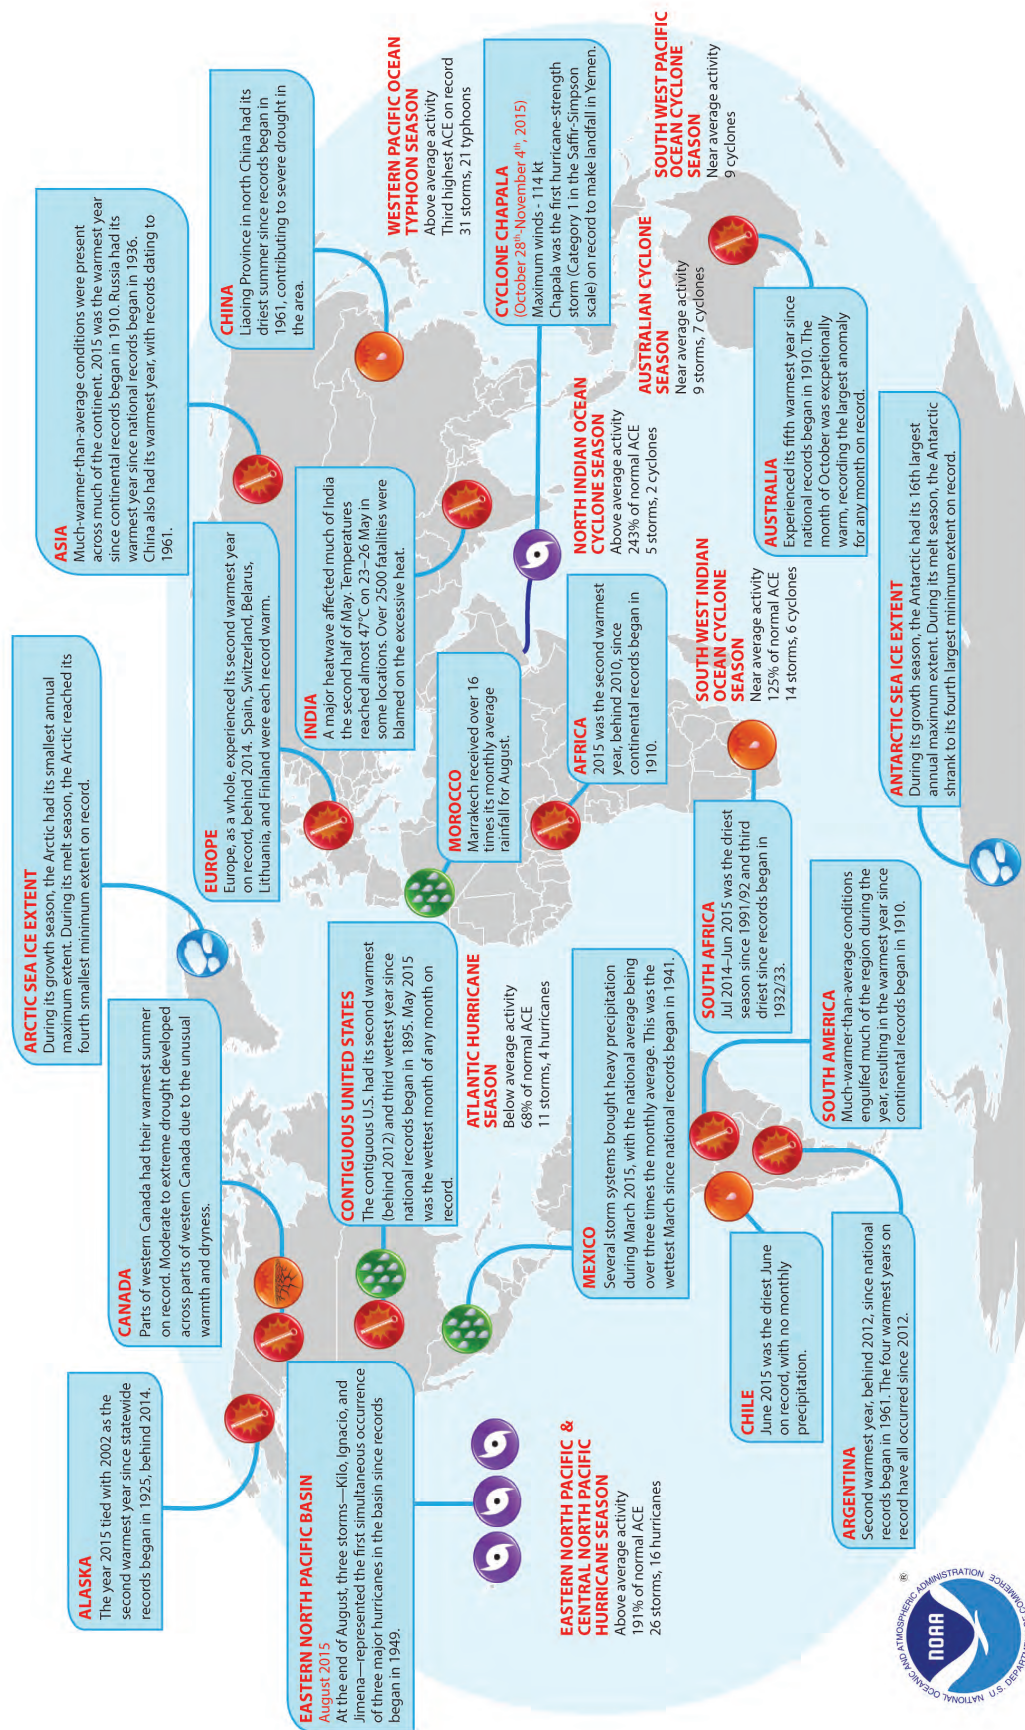 ARCTIC SEA ICE EXTENT
During its growth season, the Arctic had its smallest annual
maximum extent. During its melt season, the Arctic reached its
fourth smallest minimum extent on record.
ASIA
Much-warmer-than-average conditions were present
across much of the continent. 2015 was the warmest year
since continental records began in 1910. Russia had its
warmest year since national records began in 1936.
China also had its warmest year, with records dating to
1961.
ALASKA
The year 2015 tied with 2002 as the
second warmest year since statewide
records began in 1925, behind 2014.
CANADA
Parts of western Canada had their warmest summer
on record. Moderate to extreme drought developed
across parts of western Canada due to the unusual
warmth and dryness.
EUROPE
Europe, as a whole, experienced its second warmest year
on record, behind 2014. Spain, Switzerland, Belarus,
Lithuania, and Finland were each record warm.
CHINA
Liaoing Province in north China had its
driest summer since records began in
1961, contributing to severe drought in
the area.
EASTERN NORTH PACIFIC BASIN
August 2015
At the end of August, three storms—Kilo, Ignacio, and
Jimena—represented the first simultaneous occurrence
of three major hurricanes in the basin since records
began in 1949.
CONTIGUOUS UNITED STATES
The contiguous U.S. had its second warmest
(behind 2012) and third wettest year since
national records began in 1895. May 2015
was the wettest month of any month on
record.
INDIA
A major heatwave affected much of India
the second half of May. Temperatures
reached almost 47°C on 23–26 May in
some locations. Over 2500 fatalities were
blamed on the excessive heat.
WESTERN PACIFIC OCEAN
TYPHOON SEASON
Above average activity
Third highest ACE on record
31 storms, 21 typhoons
MOROCCO
Marrakech received over 16
times its monthly average
rainfall for August.
ATLANTIC HURRICANE
SEASON
Below average activity
68% of normal ACE
11 storms, 4 hurricanes
CYCLONE CHAPALA
(October 28th-November 4th, 2015)
Maximum winds - 114 kt
Chapala was the first hurricane-strength
storm (Category 1 in the Saffir-Simpson
scale) on record to make landfall in Yemen.
EASTERN NORTH PACIFIC &
CENTRAL NORTH PACIFIC
HURRICANE SEASON
Above average activity
191% of normal ACE
26 storms, 16 hurricanes
MEXICO
Several storm systems brought heavy precipitation
during March 2015, with the national average being
over three times the monthly average. This was the
wettest March since national records began in 1941.
AFRICA
2015 was the second warmest
year, behind 2010, since
continental records began in
1910.
NORTH INDIAN OCEAN
CYCLONE SEASON
Above average activity
243% of normal ACE
5 storms, 2 cyclones
AUSTRALIAN CYCLONE
SEASON
Near average activity
9 storms, 7 cyclones
SOUTH WEST PACIFIC
OCEAN CYCLONE
SEASON
Near average activity
9 cyclones
SOUTH AFRICA
Jul 2014–Jun 2015 was the driest
season since 1991/92 and third
driest since records began in
1932/33.
SOUTH WEST INDIAN
OCEAN CYCLONE
SEASON
Near average activity
125% of normal ACE
14 storms, 6 cyclones
CHILE
June 2015 was the driest June
on record, with no monthly
precipitation.
AUSTRALIA
Experienced its fifth warmest year since
national records began in 1910. The
month of October was excpetionally
warm, recording the largest anomaly
for any month on record.
SOUTH AMERICA
Much-warmer-than-average conditions
engulfed much of the region during the
year, resulting in the warmest year since
continental records began in 1910.
ARGENTINA
Second warmest year, behind 2012, since national
records began in 1961. The four warmest years on
record have all occurred since 2012.
ANTARCTIC SEA ICE EXTENT
During its growth season, the Antarctic had its 16th largest
annual maximum extent. During its melt season, the Antarctic
shrank to its fourth largest minimum extent on record.
NATIONAL OCEANIC AND ATMOSPHERIC ADMINISTRATION
®
NOAA
U.S. DEPARTMENT OF COMMERCE